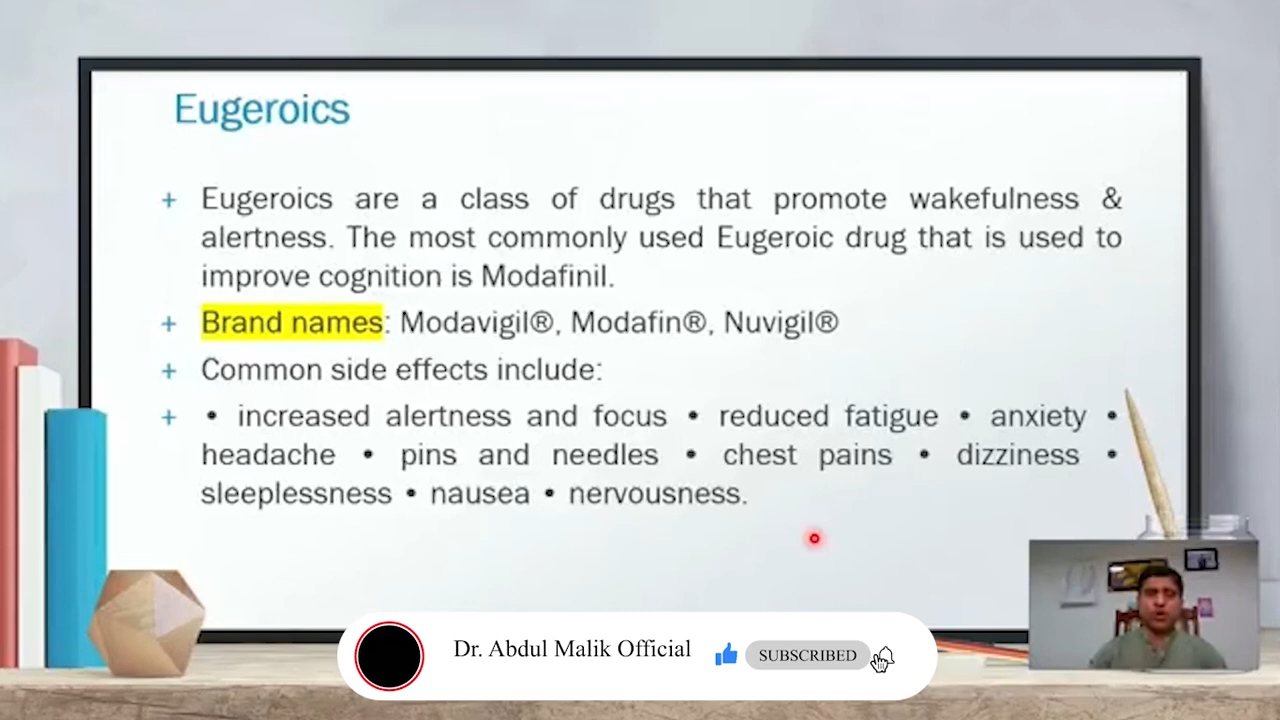 Eugeroics
+ Eugeroics are a class of drugs that promote wakefulness &
alertness. The most commonly used Eugeroic drug that is used to
improve cognition is Modafinil.
+ Brand names: Modavigil®, Modafin®, Nuvigil®
+ Common side effects include:
+ • increased alertness and focus • reduced fatigue • anxiety •
headache • pins and needles • chest pains • dizziness •
sleeplessness • nausea • nervousness.
Dr. Abdul Malik Official
SUBSCRIBED